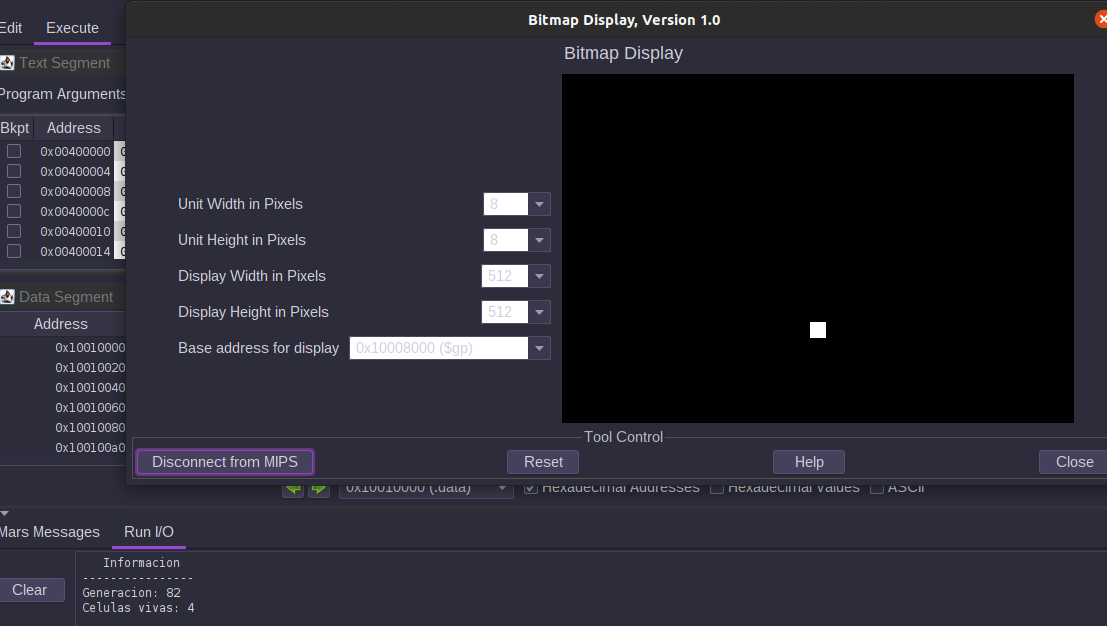 Bitmap Display, Version 1.0
Edit Execute
Bitmap Display
Text Segment
Program Arguments
Bkpt Address
0x00400000
0x00400004
0x00400008
0x0040000c
0x00400010
0x00400014
Unit Width in Pixels 8
Unit Height in Pixels 8
Display Width in Pixels 512
Display Height in Pixels 512
Base address for display 0x10008000 ($gp)
Data Segment
Address
0x10010000
0x10010020
0x10010040
0x10010060
0x10010080
0x100100a0
Tool Control
Disconnect from MIPS Reset Help Close
0x10010000 (.data) Hexadecimal Addresses Hexadecimal Values ASCII
Mars Messages Run I/O
Clear
Informacion
----------------
Generacion: 82
Celulas vivas: 4